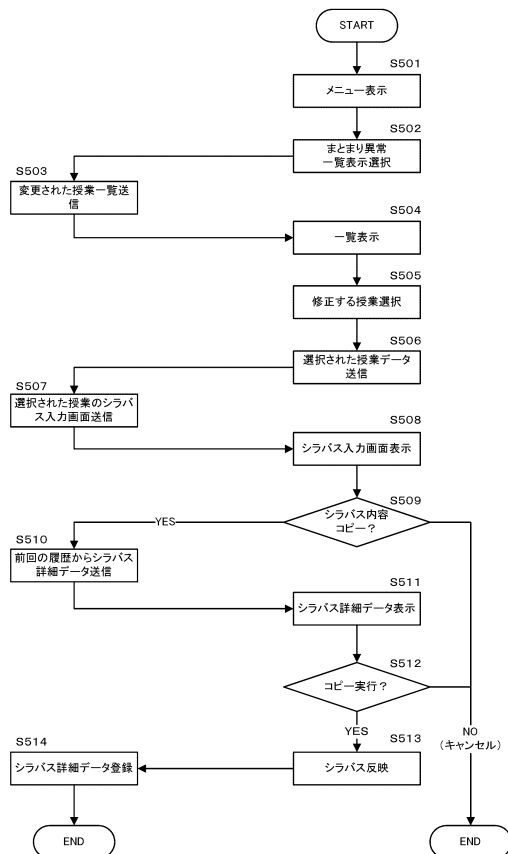 START
S501
メニュー表示
S502
まとまり異常
一覧表示選択
S503
変更された授業一覧送
信
S504
一覧表示
S505
修正する授業選択
S506
選択された授業データ
送信
S507
選択された授業のシラバ
ス入力画面送信
S508
シラバス入力画面表示
S509
シラバス内容
コピー?
YES
S510
前回の履歴からシラバス
詳細データ送信
S511
シラバス詳細データ表示
S512
コピー実行?
YES
NO
(キャンセル)
S513
シラバス反映
S514
シラバス詳細データ登録
END
END